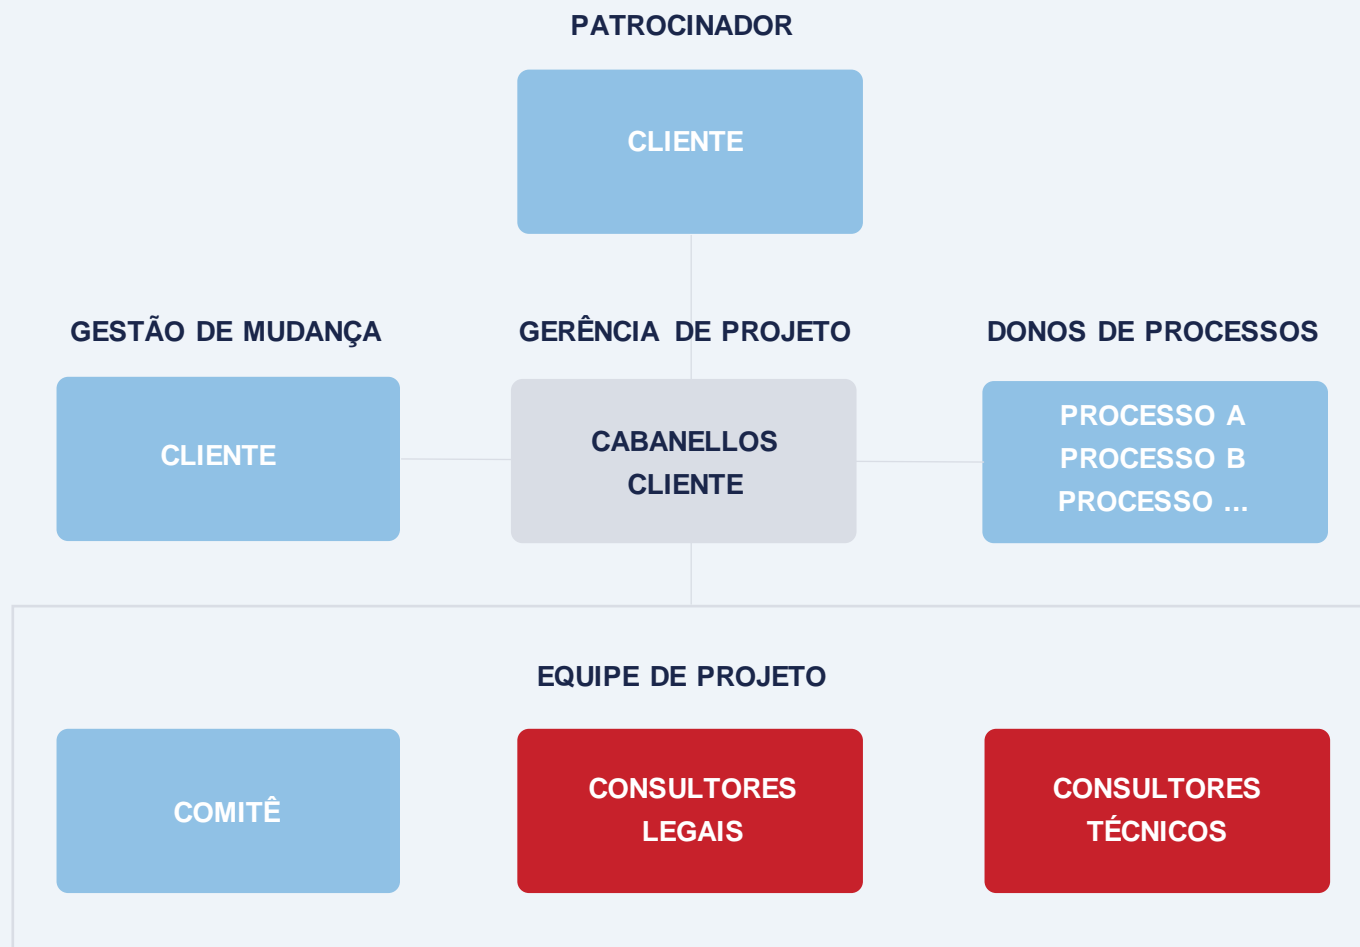 PATROCINADOR
CLIENTE
GESTÃO DE MUDANÇA
CLIENTE
GERÊNCIA DE PROJETO
CABANELLOS
CLIENTE
DONOS DE PROCESSOS
PROCESSO A
PROCESSO B
PROCESSO ...
EQUIPE DE PROJETO
COMITÊ
CONSULTORES
LEGAIS
CONSULTORES
TÉCNICOS